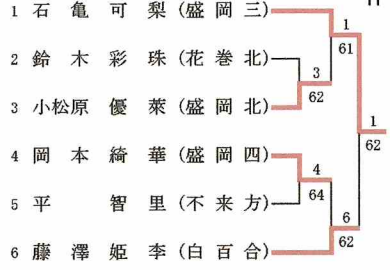 1 石亀可梨(盛岡三)
2 鈴木彩珠(花巻北)
3 小松原優萊(盛岡北)
4 岡本綺華(盛岡四)
5 平智里(不来方)
6 藤澤姫李(白百合)
3
62
4
64
1
61
6
62
1
62